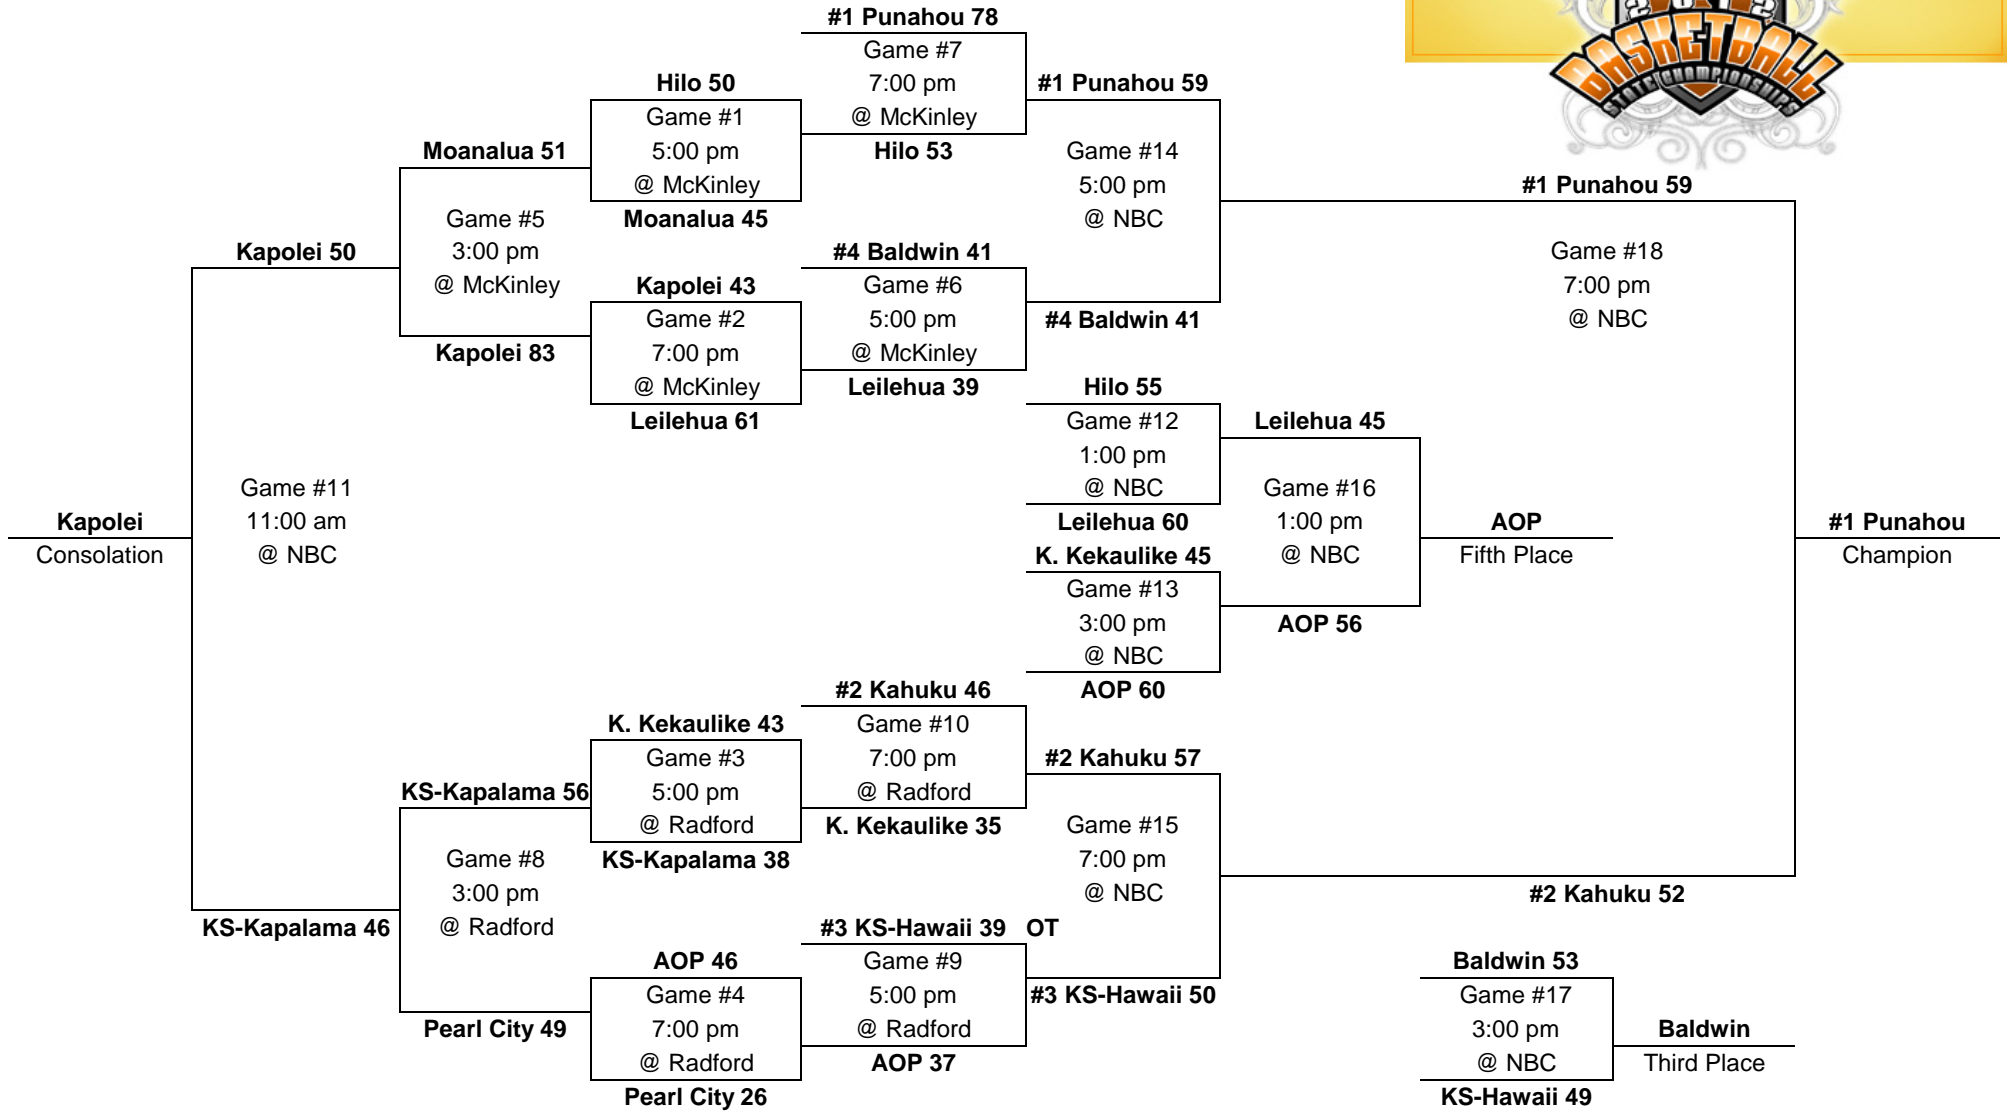 #1 Punahou 78
Game #7
7:00 pm
@ McKinley
Hilo 53
Hilo 50
Game #1
5:00 pm
@ McKinley
Moanalua 45
#1 Punahou 59
Game #14
5:00 pm
@ NBC
#4 Baldwin 41
Moanalua 51
Game #5
3:00 pm
@ McKinley
Kapolei 83
#4 Baldwin 41
Game #6
5:00 pm
@ McKinley
Leilehua 39
Kapolei 43
Game #2
7:00 pm
@ McKinley
Leilehua 61
#1 Punahou 59
Game #18
7:00 pm
@ NBC
#2 Kahuku 52
Kapolei 50
Game #11
11:00 am
@ NBC
KS-Kapalama 46
Kapolei
Consolation
Hilo 55
Game #12
1:00 pm
@ NBC
Leilehua 60
K. Kekaulike 45
Game #13
3:00 pm
@ NBC
AOP 60
Leilehua 45
Game #16
1:00 pm
@ NBC
AOP 56
AOP
Fifth Place
#1 Punahou
Champion
#2 Kahuku 46
Game #10
7:00 pm
@ Radford
K. Kekaulike 35
K. Kekaulike 43
Game #3
5:00 pm
@ Radford
KS-Kapalama 38
KS-Kapalama 56
Game #8
3:00 pm
@ Radford
Pearl City 49
#2 Kahuku 57
Game #15
7:00 pm
@ NBC
#3 KS-Hawaii 50
#3 KS-Hawaii 39 OT
Game #9
5:00 pm
@ Radford
AOP 37
AOP 46
Game #4
7:00 pm
@ Radford
Pearl City 26
Baldwin 53
Game #17
3:00 pm
@ NBC
KS-Hawaii 49
Baldwin
Third Place
2012
BASKETBALL
STATE CHAMPIONSHIPS